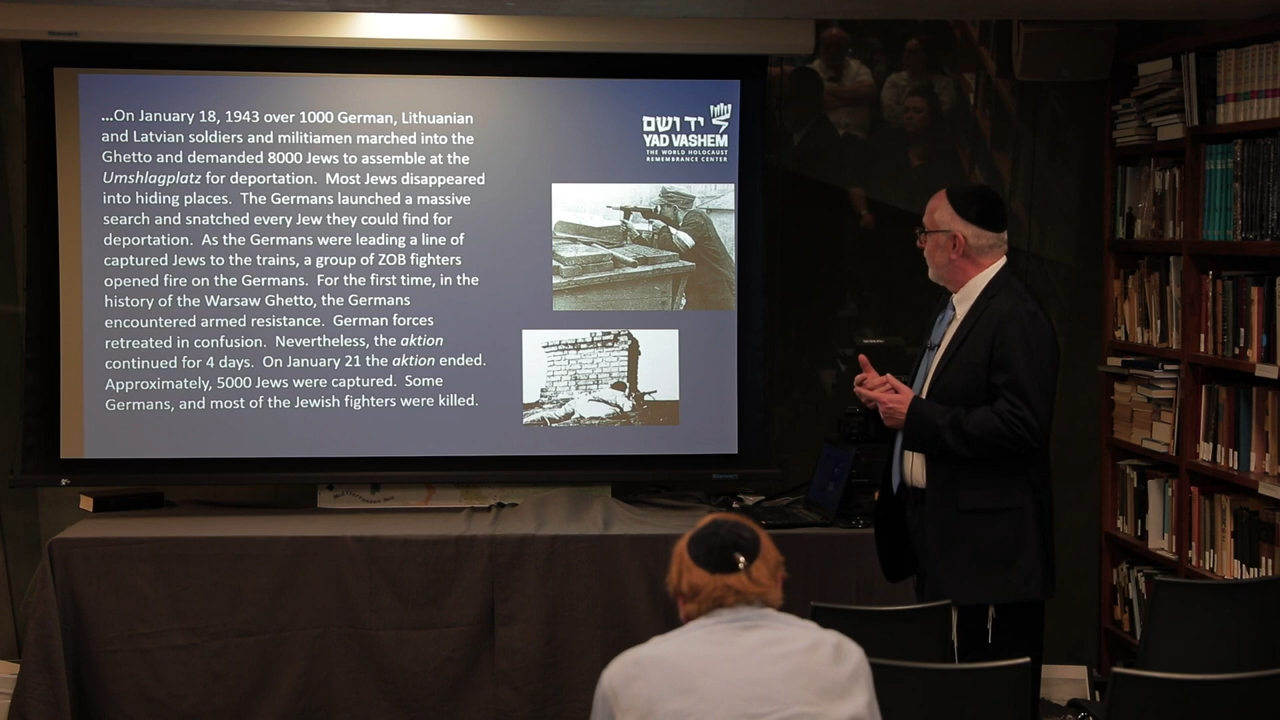 Stewart
...On January 18, 1943 over 1000 German, Lithuanian
and Latvian soldiers and militiamen marched into the
Ghetto and demanded 8000 Jews to assemble at the
Umshlagplatz for deportation. Most Jews disappeared
into hiding places. The Germans launched a massive
search and snatched every Jew they could find for
deportation. As the Germans were leading a line of
captured Jews to the trains, a group of ZOB fighters
opened fire on the Germans. For the first time, in the
history of the Warsaw Ghetto, the Germans
encountered armed resistance. German forces
retreated in confusion. Nevertheless, the aktion
continued for 4 days. On January 21 the aktion ended.
Approximately, 5000 Jews were captured. Some
Germans, and most of the Jewish fighters were killed.
יד ושם
YAD VASHEM
THE WORLD HOLOCAUST
REMEMBRANCE CENTER
Stewart
Mediterranean